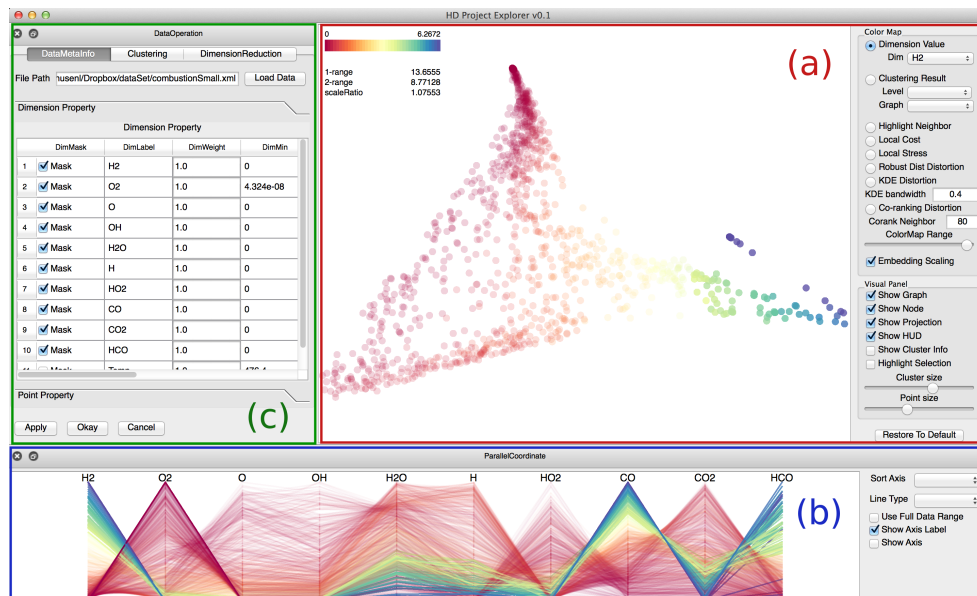 HD Project Explorer v0.1
DataOperation
DataMetaInfo Clustering DimensionReduction
File Path nusenl/Dropbox/dataSet/combustionSmall.xml Load Data
Dimension Property
Dimension Property
DimMask DimLabel DimWeight DimMin
1 Mask H2 1.0 0
2 Mask O2 1.0 4.324e-08
3 Mask O 1.0 0
4 Mask OH 1.0 0
5 Mask H2O 1.0 0
6 Mask H 1.0 0
7 Mask HO2 1.0 0
8 Mask CO 1.0 0
9 Mask CO2 1.0 0
10 Mask HCO 1.0 0
Point Property
Apply Okay Cancel
(c)
0 6.2672
1-range 13.6555
2-range 8.77128
scaleRatio 1.07553
(a)
Color Map
Dimension Value
Dim H2
Clustering Result
Level
Graph
Highlight Neighbor
Local Cost
Local Stress
Robust Dist Distortion
KDE Distortion
KDE bandwidth 0.4
Co-ranking Distortion
Corank Neighbor 80
ColorMap Range
Embedding Scaling
Visual Panel
Show Graph
Show Node
Show Projection
Show HUD
Show Cluster Info
Highlight Selection
Cluster size
Point size
Restore To Default
ParallelCoordinate
H2 O2 O OH H2O H HO2 CO CO2 HCO
(b)
Sort Axis
Line Type
Use Full Data Range
Show Axis Label
Show Axis